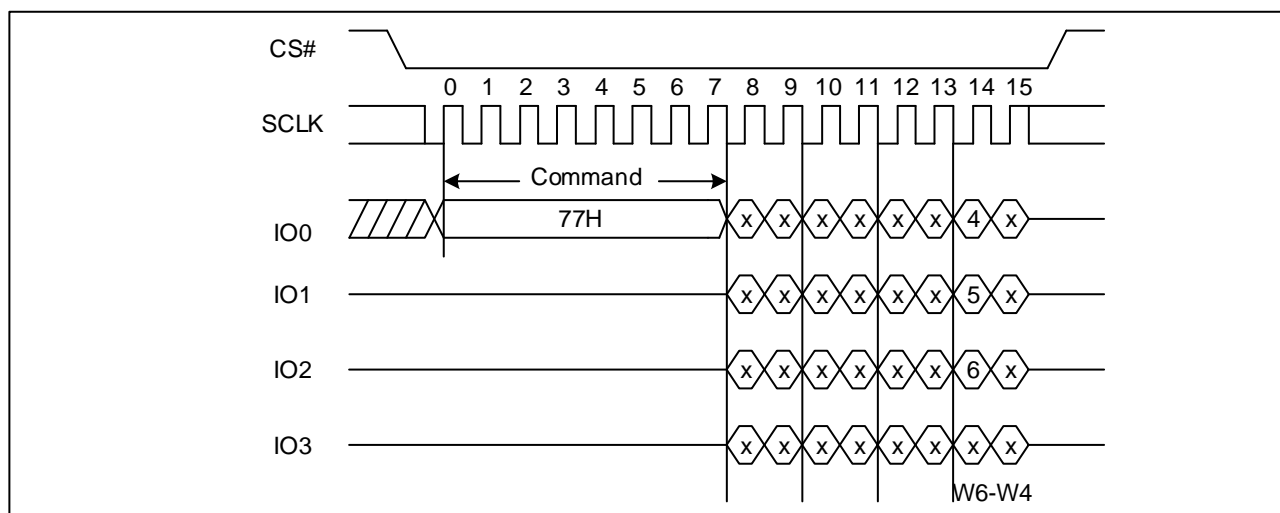 CS#
0 1 2 3 4 5 6 7 8 9 10 11 12 13 14 15
SCLK
Command
IO0 77H x x x x x x 4 x
IO1 x x x x x x 5 x
IO2 x x x x x x 6 x
IO3 x x x x x x x x
W6-W4